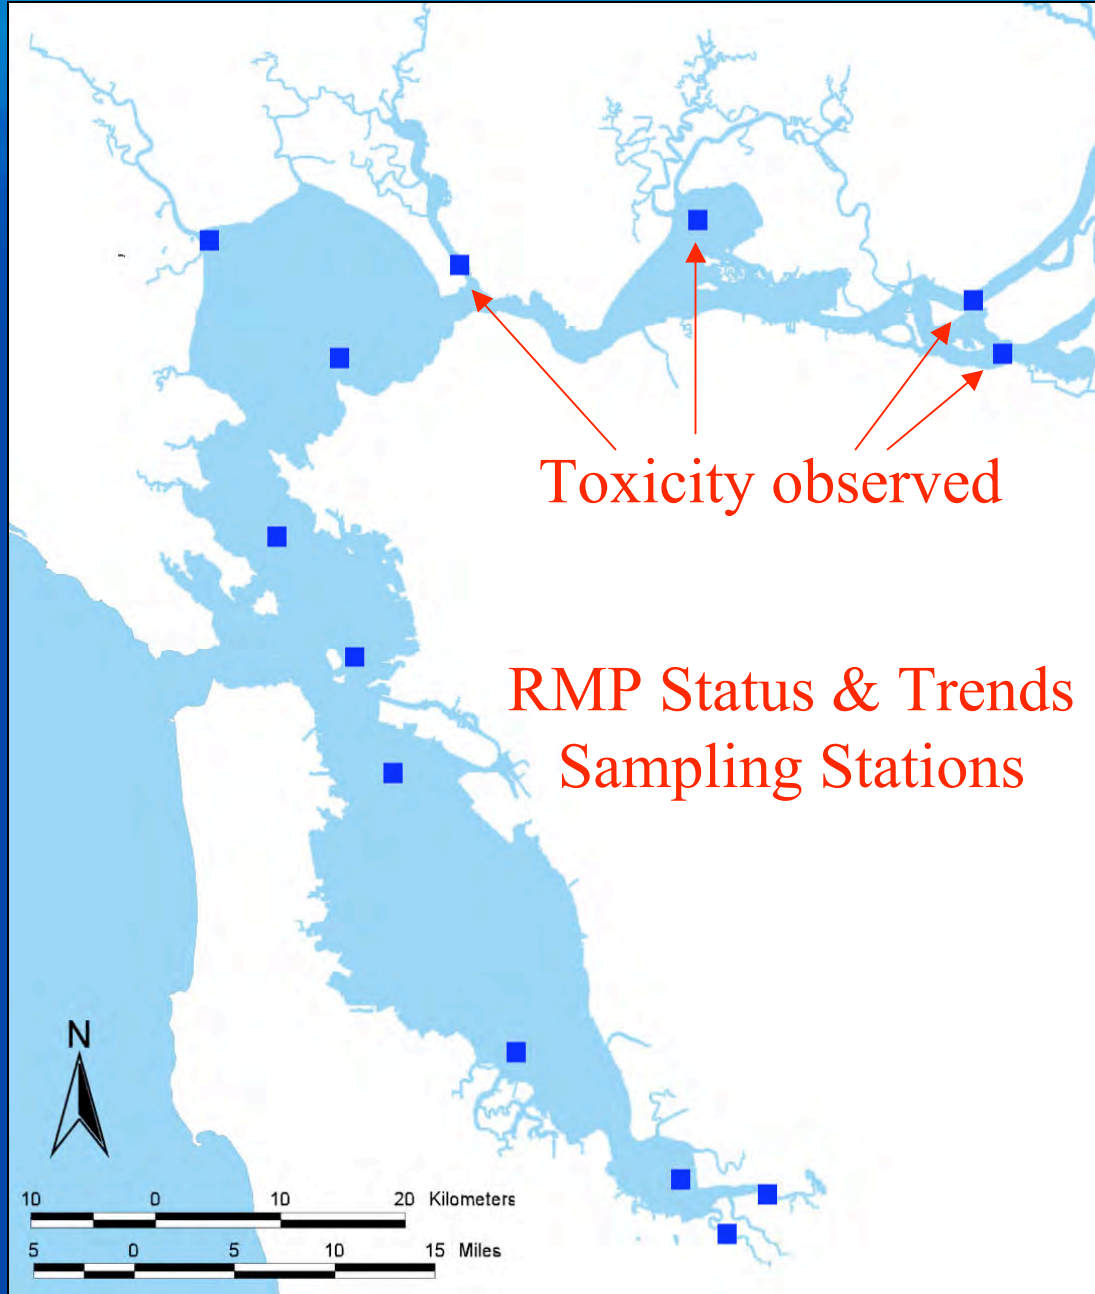 Toxicity observed
RMP Status & Trends
Sampling Stations
N
10 0 10 20 Kilometers
5 0 5 10 15 Miles